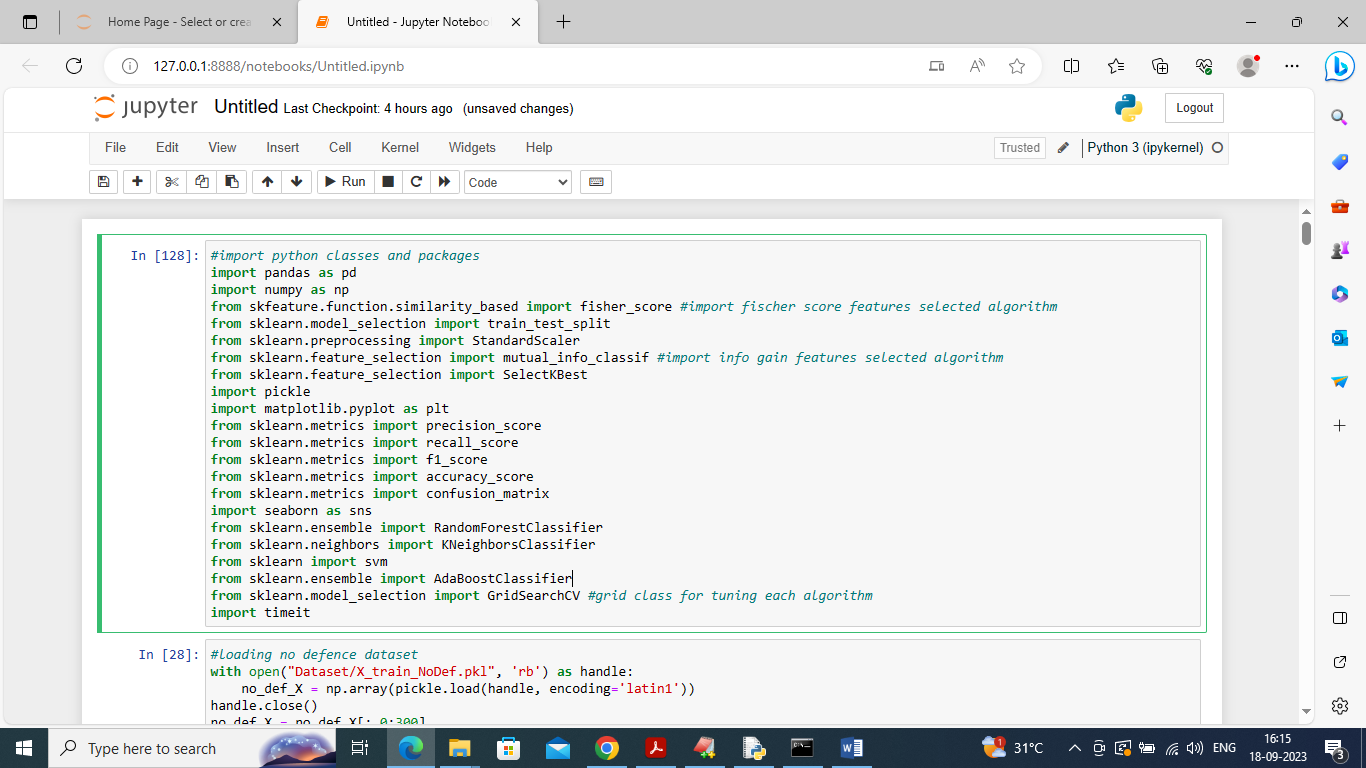 Home Page - Select or crea
Untitled - Jupyter Noteboo
127.0.0.1:8888/notebooks/Untitled.ipynb
jupyter Untitled Last Checkpoint: 4 hours ago (unsaved changes)
Logout
File Edit View Insert Cell Kernel Widgets Help
Trusted
Python 3 (ipykernel)
Run
Code
In [128]:
#import python classes and packages
import pandas as pd
import numpy as np
from skfeature.function.similarity_based import fisher_score #import fischer score features selected algorithm
from sklearn.model_selection import train_test_split
from sklearn.preprocessing import StandardScaler
from sklearn.feature_selection import mutual_info_classif #import info gain features selected algorithm
from sklearn.feature_selection import SelectKBest
import pickle
import matplotlib.pyplot as plt
from sklearn.metrics import precision_score
from sklearn.metrics import recall_score
from sklearn.metrics import f1_score
from sklearn.metrics import accuracy_score
from sklearn.metrics import confusion_matrix
import seaborn as sns
from sklearn.ensemble import RandomForestClassifier
from sklearn.neighbors import KNeighborsClassifier
from sklearn import svm
from sklearn.ensemble import AdaBoostClassifier
from sklearn.model_selection import GridSearchCV #grid class for tuning each algorithm
import timeit
In [28]:
#loading no defence dataset
with open("Dataset/X_train_NoDef.pkl", 'rb') as handle:
    no_def_X = np.array(pickle.load(handle, encoding='latin1'))
handle.close()
no_def_X = no_def_X[: 0:300]
Type here to search
1
31°C
ENG
16:15
18-09-2023
3